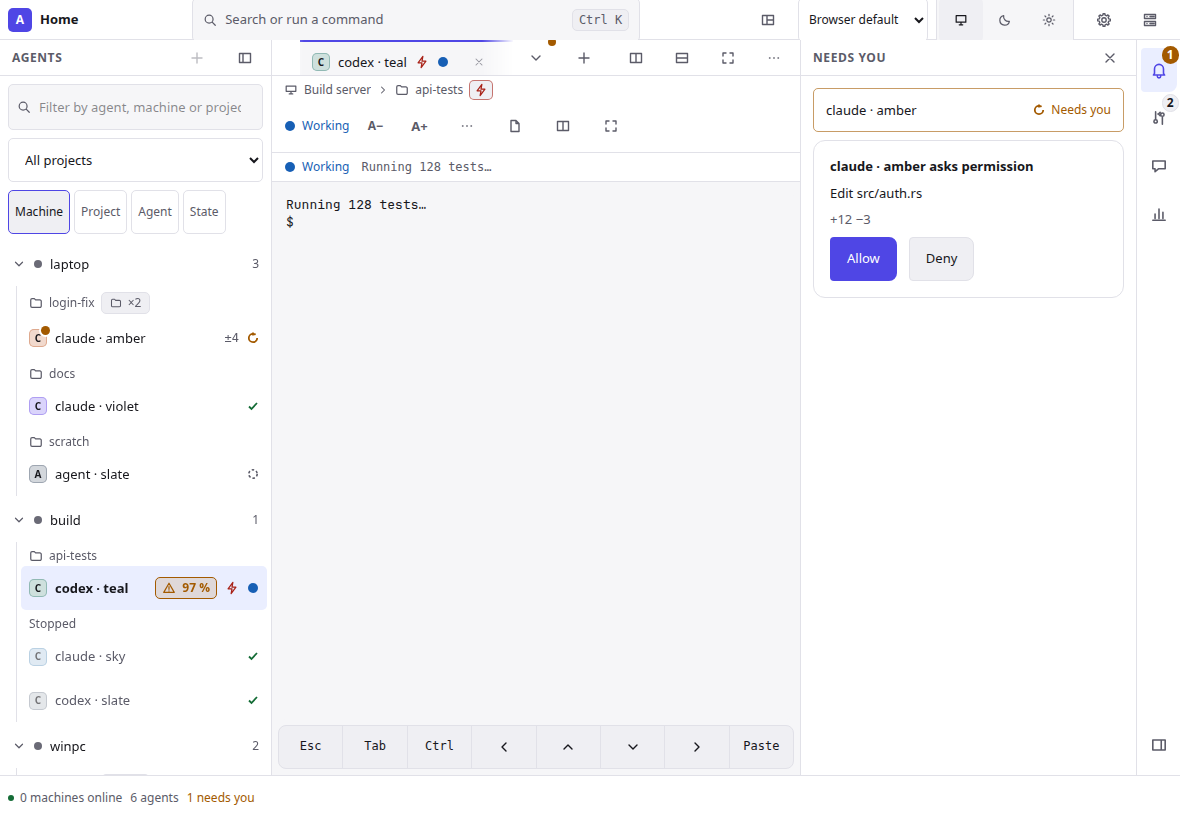 A Home
Search or run a command Ctrl K
Browser default
AGENTS
Filter by agent, machine or projec
All projects
Machine Project Agent State
laptop 3
login-fix ×2
C claude · amber ±4
docs
C claude · violet
scratch
A agent · slate
build 1
api-tests
C codex · teal 97 %
Stopped
C claude · sky
C codex · slate
winpc 2
C codex · teal
Build server api-tests
Working A− A+
Working Running 128 tests…
Running 128 tests…
$
Esc Tab Ctrl Paste
NEEDS YOU
claude · amber Needs you
claude · amber asks permission
Edit src/auth.rs
+12 −3
Allow Deny
1
2
0 machines online 6 agents 1 needs you